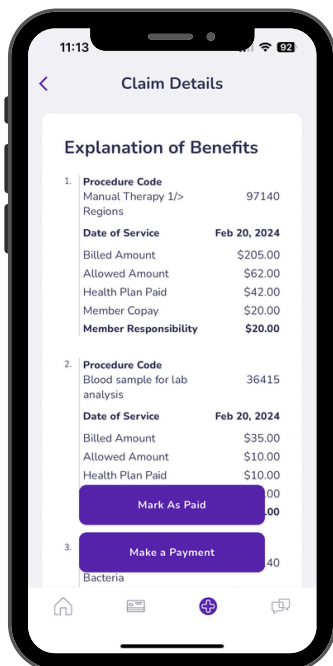 11:13
92
Claim Details
Explanation of Benefits
1. Procedure Code
Manual Therapy 1/> 97140
Regions
Date of Service Feb 20, 2024
Billed Amount $205.00
Allowed Amount $62.00
Health Plan Paid $42.00
Member Copay $20.00
Member Responsibility $20.00
2. Procedure Code
Blood sample for lab 36415
analysis
Date of Service Feb 20, 2024
Billed Amount $35.00
Allowed Amount $10.00
Health Plan Paid $10.00
.00
.00
Mark As Paid
3.
40
Make a Payment
Bacteria